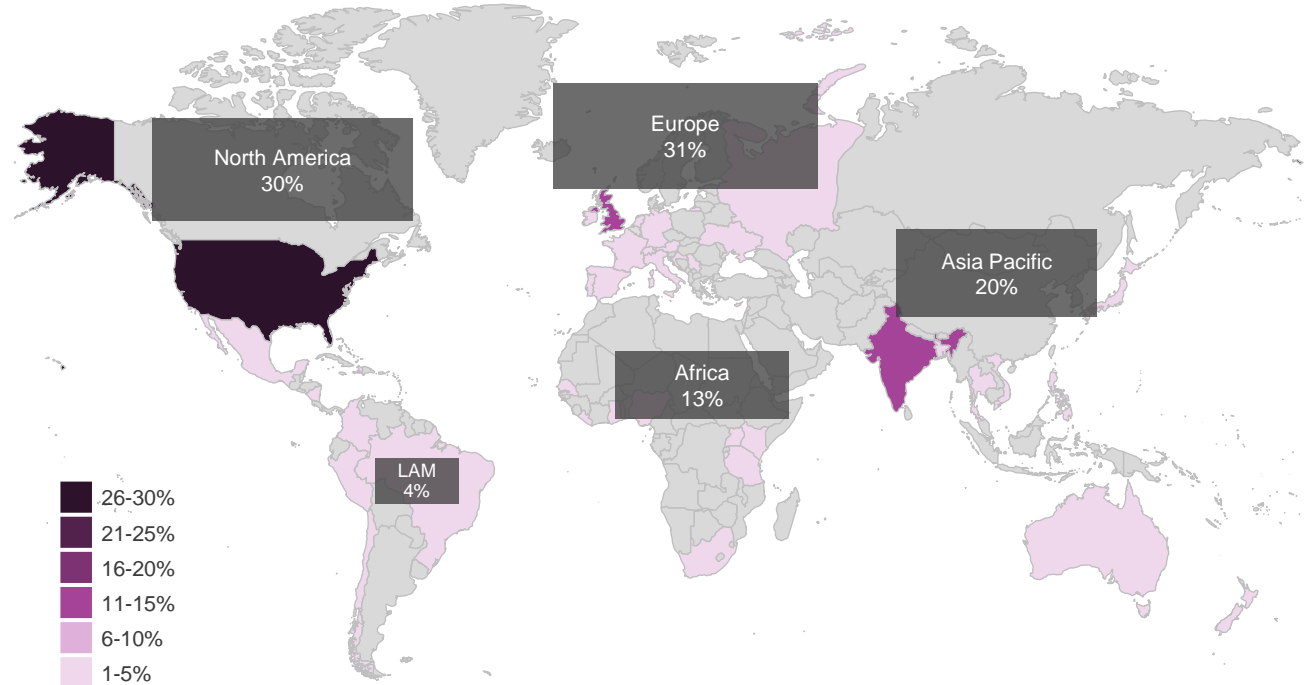 Europe
31%
North America
30%
Asia Pacific
20%
Africa
13%
LAM
4%
26-30%
21-25%
16-20%
11-15%
6-10%
1-5%